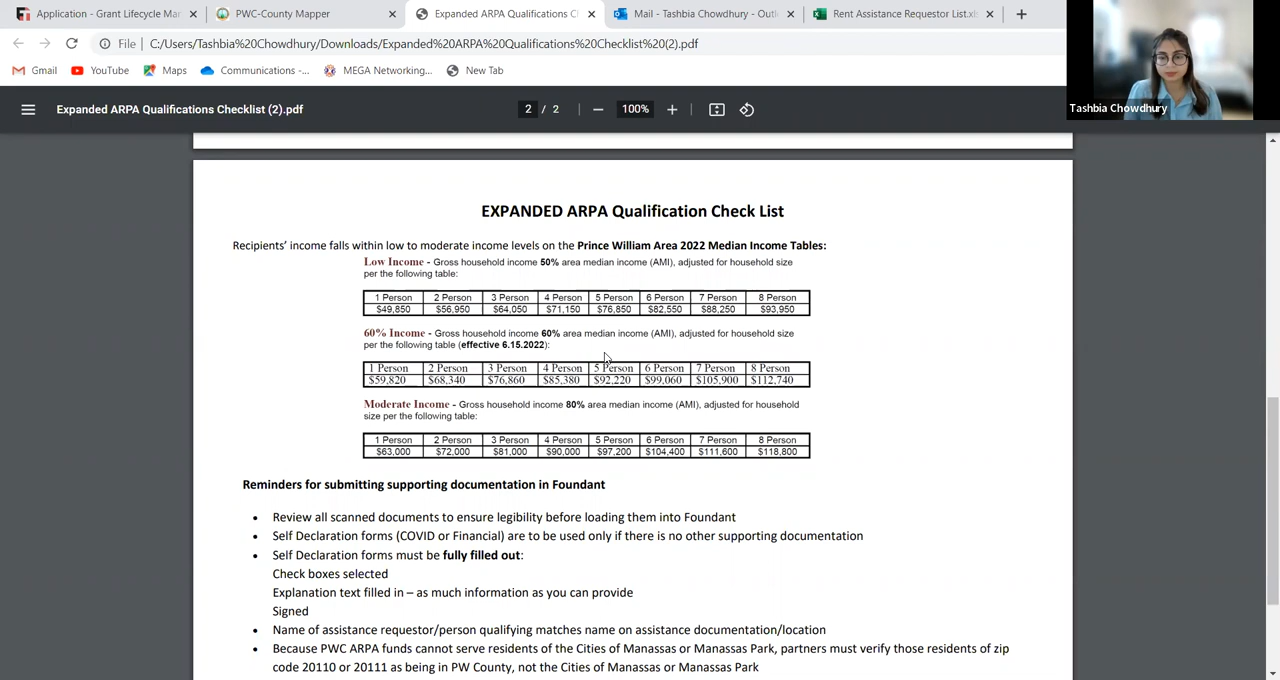 Application - Grant Lifecycle Mar
PWC-County Mapper
Expanded ARPA Qualifications C
Mail - Tashbia Chowdhury - Outl
Rent Assistance Requestor List.xl
File
C:/Users/Tashbia%20Chowdhury/Downloads/Expanded%20ARPA%20Qualifications%20Checklist%20(2).pdf
Gmail
YouTube
Maps
Communications -...
MEGA Networking...
New Tab
Tashbia Chowdhury
Expanded ARPA Qualifications Checklist (2).pdf
2 / 2
100%
EXPANDED ARPA Qualification Check List
Recipients' income falls within low to moderate income levels on the Prince William Area 2022 Median Income Tables:
Low Income - Gross household income 50% area median income (AMI), adjusted for household size
per the following table:
1 Person 2 Person 3 Person 4 Person 5 Person 6 Person 7 Person 8 Person
$49,850 $56,950 $64,050 $71,150 $76,850 $82,550 $88,250 $93,950
60% Income - Gross household income 60% area median income (AMI), adjusted for household size
per the following table (effective 6.15.2022):
1 Person 2 Person 3 Person 4 Person 5 Person 6 Person 7 Person 8 Person
$59,820 $68,340 $76,860 $85,380 $92,220 $99,060 $105,900 $112,740
Moderate Income - Gross household income 80% area median income (AMI), adjusted for household
size per the following table:
1 Person 2 Person 3 Person 4 Person 5 Person 6 Person 7 Person 8 Person
$63,000 $72,000 $81,000 $90,000 $97,200 $104,400 $111,600 $118,800
Reminders for submitting supporting documentation in Foundant
• Review all scanned documents to ensure legibility before loading them into Foundant
• Self Declaration forms (COVID or Financial) are to be used only if there is no other supporting documentation
• Self Declaration forms must be fully filled out:
Check boxes selected
Explanation text filled in – as much information as you can provide
Signed
• Name of assistance requestor/person qualifying matches name on assistance documentation/location
• Because PWC ARPA funds cannot serve residents of the Cities of Manassas or Manassas Park, partners must verify those residents of zip
code 20110 or 20111 as being in PW County, not the Cities of Manassas or Manassas Park